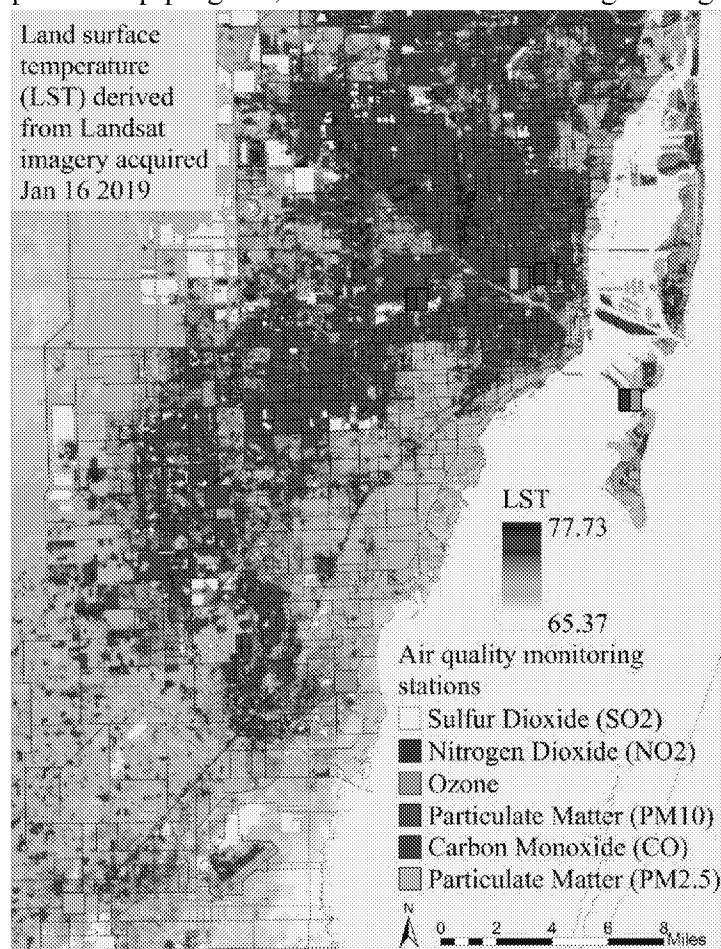 Land surface
temperature
(LST) derived
from Landsat
imagery acquired
Jan 16 2019
LST
77.73
65.37
Air quality monitoring
stations
Sulfur Dioxide (SO2)
Nitrogen Dioxide (NO2)
Ozone
Particulate Matter (PM10)
Carbon Monoxide (CO)
Particulate Matter (PM2.5)
N
0 2 4 6 8
Miles